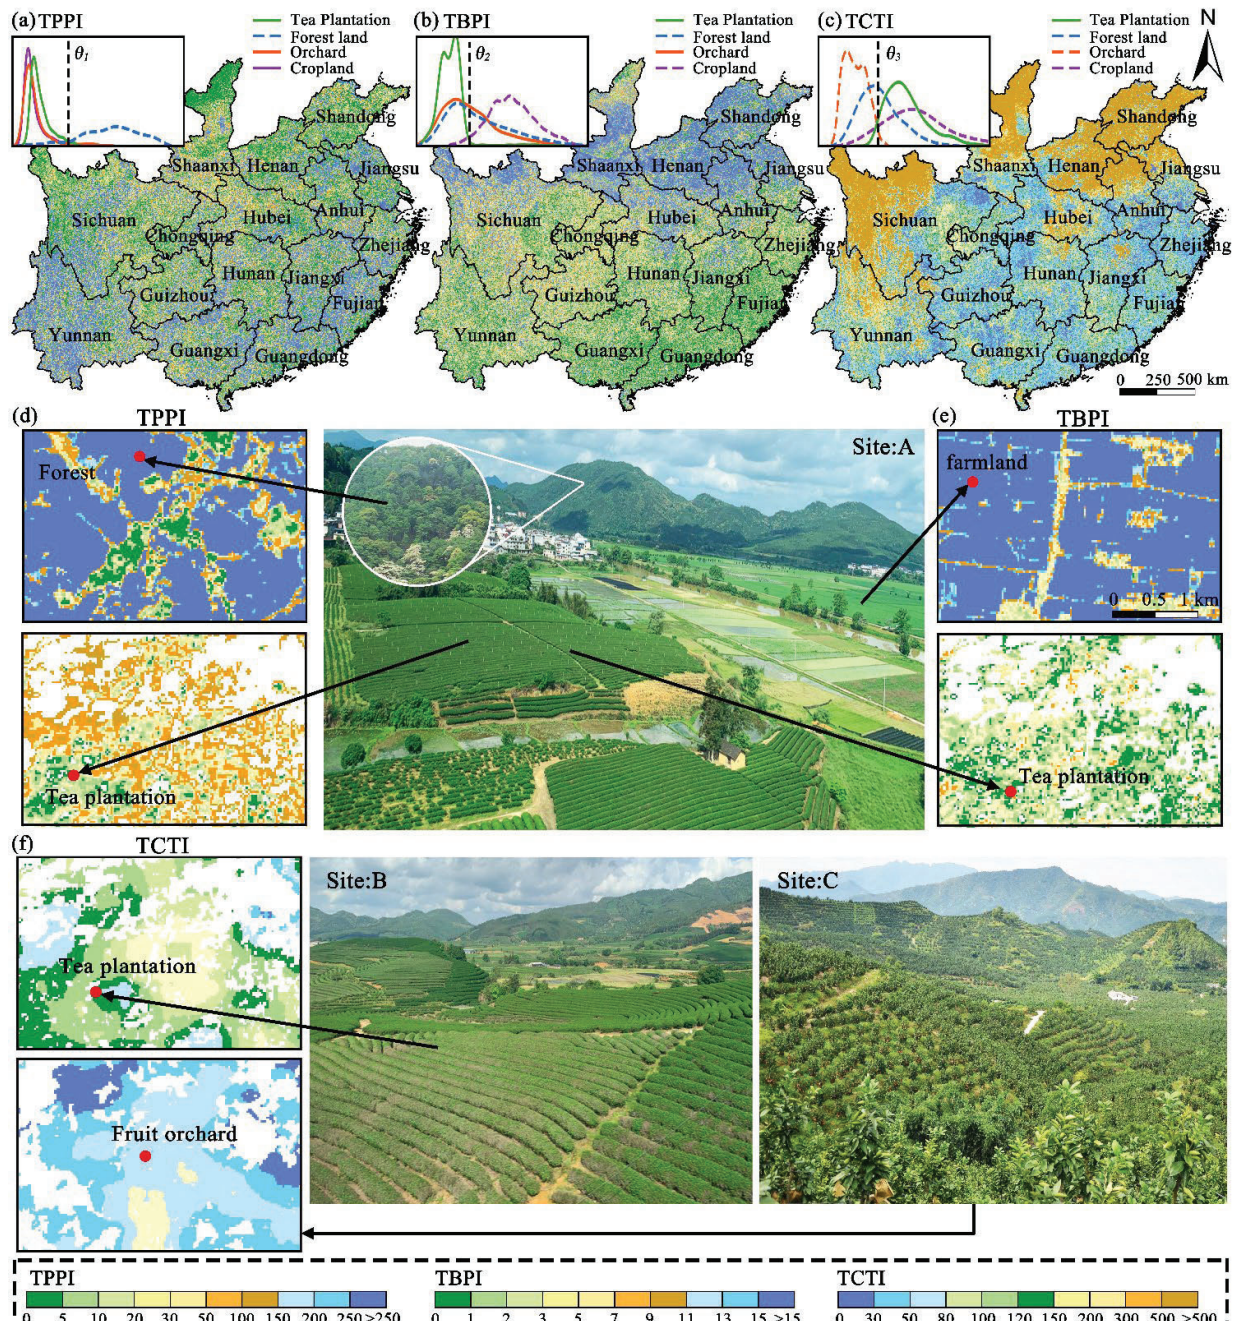 (a) TPPI
Tea Plantation
Forest land
Orchard
Cropland
θ1
Shandong
Shaanxi
Henan
Jiangsu
Sichuan
Hubei
Anhui
Chongqing
Zhejiang
Hunan
Jiangxi
Guizhou
Fujian
Yunnan
Guangxi
Guangdong
(b) TBPI
Tea Plantation
Forest land
Orchard
Cropland
θ2
Shandong
Shaanxi
Henan
Jiangsu
Sichuan
Hubei
Anhui
Chongqing
Zhejiang
Hunan
Jiangxi
Guizhou
Fujian
Yunnan
Guangxi
Guangdong
(c) TCTI
Tea Plantation
Forest land
Orchard
Cropland
θ3
N
Shandong
Shaanxi
Henan
Jiangsu
Sichuan
Hubei
Anhui
Chongqing
Zhejiang
Hunan
Jiangxi
Guizhou
Fujian
Yunnan
Guangxi
Guangdong
0 250 500 km
(d) TPPI
Forest
Tea plantation
Site:A
(e) TBPI
farmland
0 0.5 1 km
Tea plantation
(f) TCTI
Tea plantation
Fruit orchard
Site:B
Site:C
TPPI
0 5 10 20 30 50 100 150 200 250 >250
TBPI
0 1 2 3 5 7 9 11 13 15 >15
TCTI
0 30 50 80 100 120 150 200 300 500 >500